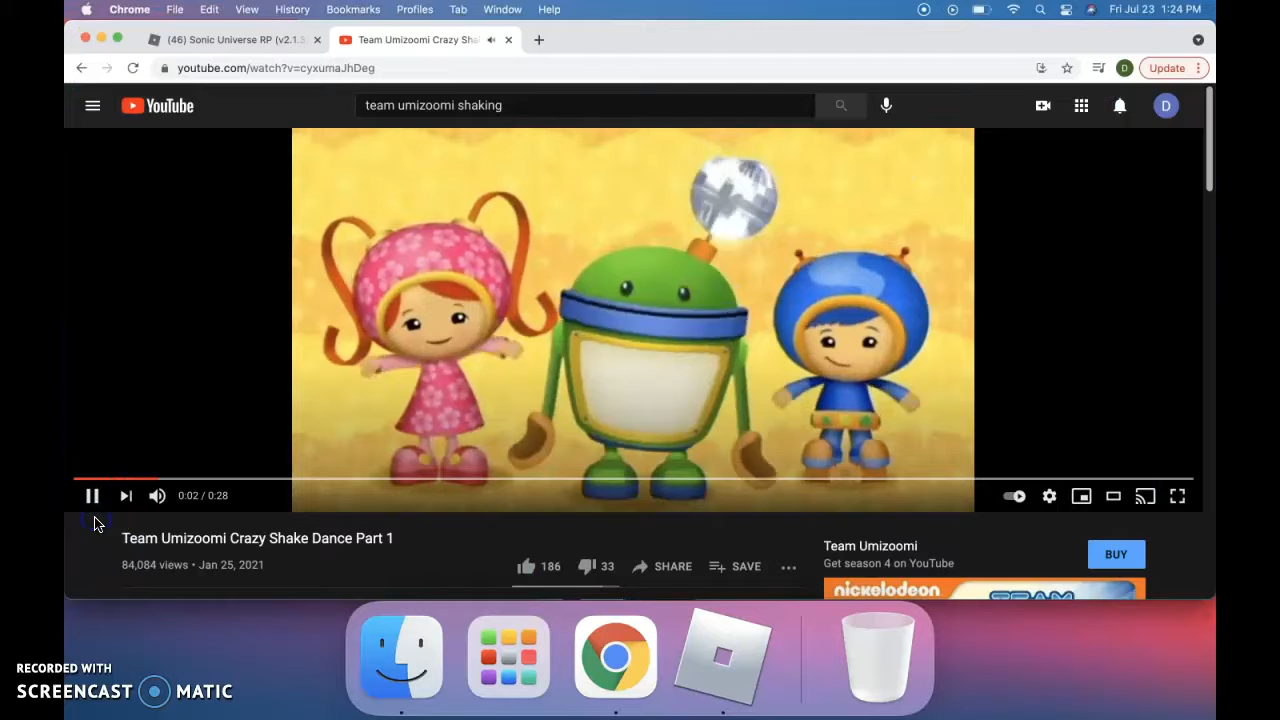 Chrome File Edit View History Bookmarks Profiles Tab Window Help Fri Jul 23 1:24 PM
(46) Sonic Universe RP (v2.1.3 Team Umizoomi Crazy Sha
youtube.com/watch?v=cyxumaJhDeg D Update
YouTube team umizoomi shaking D
0:02 / 0:28
Team Umizoomi Crazy Shake Dance Part 1
84,084 views • Jan 25, 2021
186 33 SHARE SAVE
Team Umizoomi
Get season 4 on YouTube
BUY
nickelodeon
TEAM
RECORDED WITH
SCREENCAST MATIC